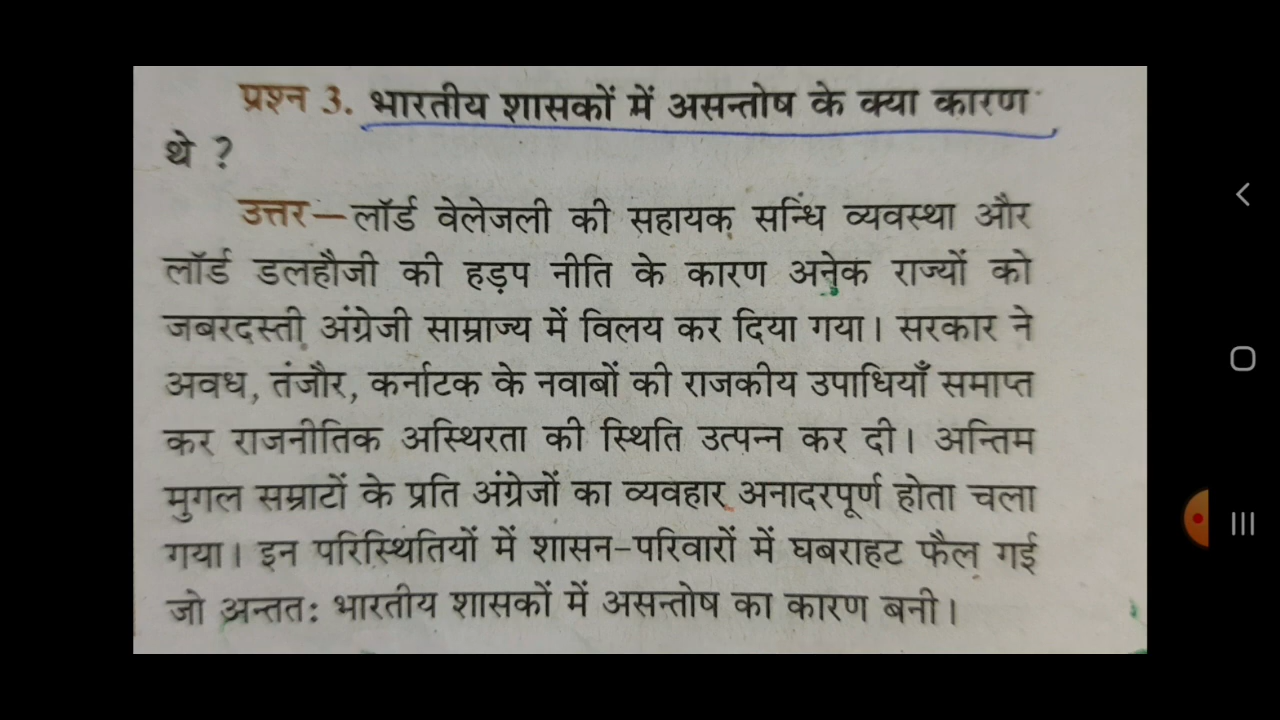 प्रश्न 3. भारतीय शासकों में असन्तोष के क्या कारण
थे ?
उत्तर—लॉर्ड वेलेजली की सहायक सन्धि व्यवस्था और
लॉर्ड डलहौजी की हड़प नीति के कारण अनेक राज्यों को
जबरदस्ती अंग्रेजी साम्राज्य में विलय कर दिया गया। सरकार ने
अवध, तंजौर, कर्नाटक के नवाबों की राजकीय उपाधियाँ समाप्त
कर राजनीतिक अस्थिरता की स्थिति उत्पन्न कर दी। अन्तिम
मुगल सम्राटों के प्रति अंग्रेजों का व्यवहार अनादरपूर्ण होता चला
गया। इन परिस्थितियों में शासन-परिवारों में घबराहट फैल गई
जो अन्ततः भारतीय शासकों में असन्तोष का कारण बनी।